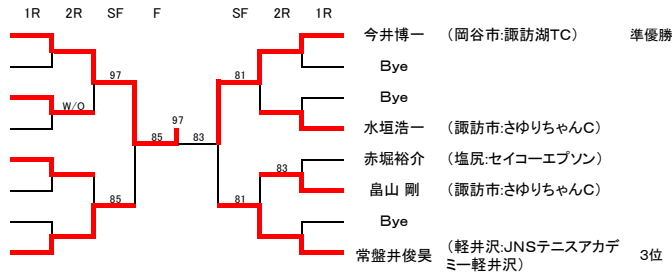 1R 2R SF F SF 2R 1R
今井博一 (岡谷市:諏訪湖TC) 準優勝
Bye
97 81
W/O Bye
97 水垣浩一 (諏訪市:さゆりちゃんC)
85 83
赤堀裕介 (塩尻:セイコーエプソン)
83
畠山 剛 (諏訪市:さゆりちゃんC)
85 81
Bye
常盤井俊昊 (軽井沢:JNSテニスアカデ
ミー軽井沢) 3位